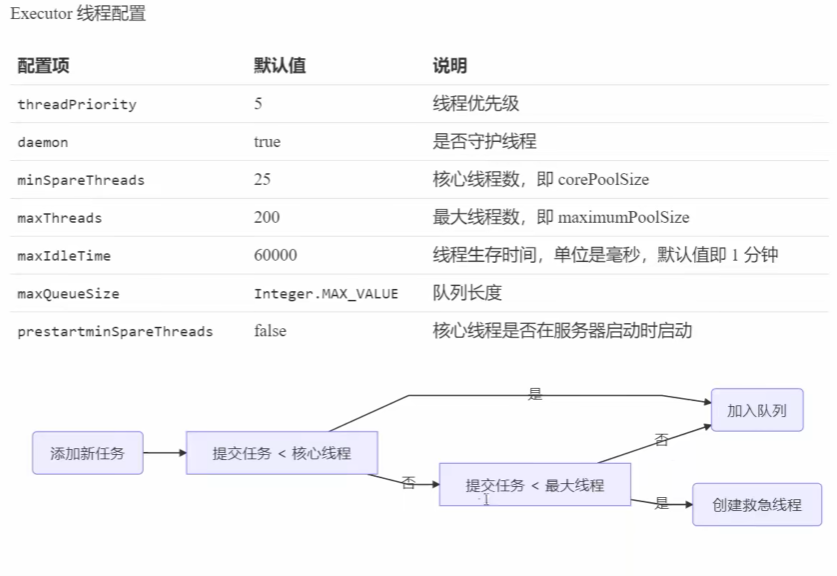 Executor 线程配置
配置项 默认值 说明
threadPriority 5 线程优先级
daemon true 是否守护线程
minSpareThreads 25 核心线程数，即 corePoolSize
maxThreads 200 最大线程数，即 maximumPoolSize
maxIdleTime 60000 线程生存时间，单位是毫秒，默认值即 1 分钟
maxQueueSize Integer.MAX_VALUE 队列长度
prestartminSpareThreads false 核心线程是否在服务器启动时启动
是
加入队列
添加新任务
提交任务 < 核心线程
否
否
提交任务 < 最大线程
是
创建救急线程